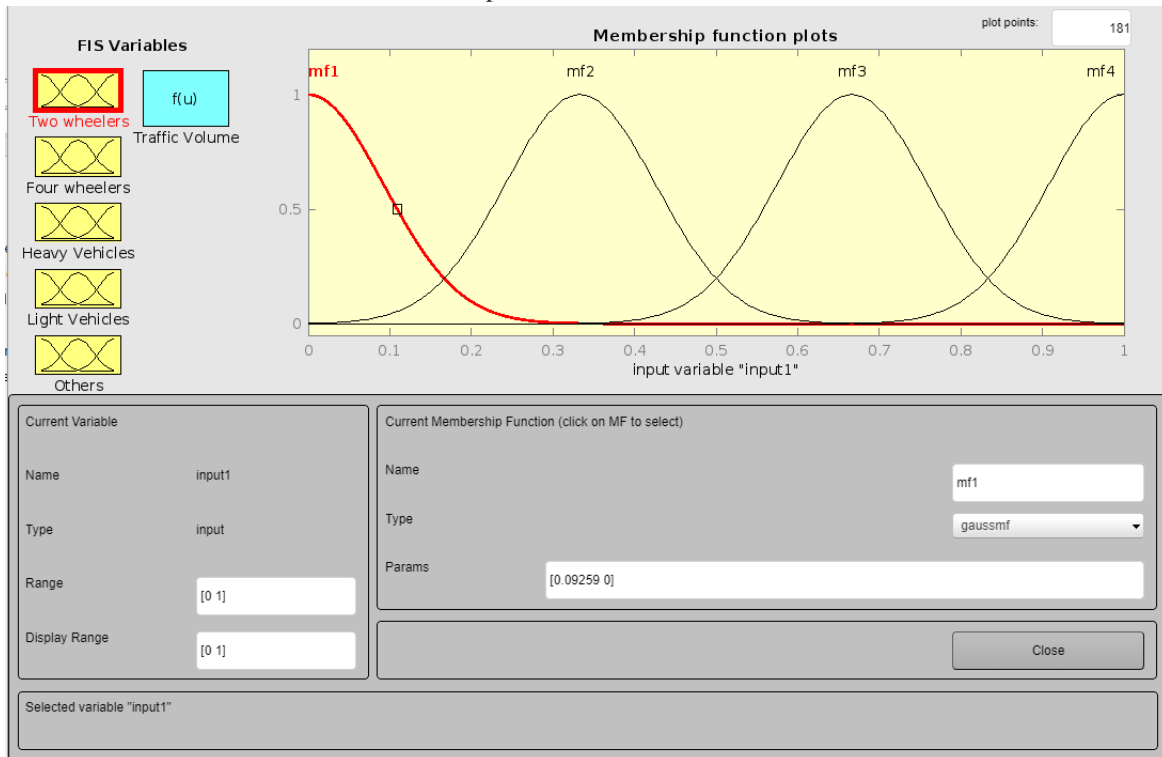 FIS Variables
Two wheelers
f(u)
Traffic Volume
Four wheelers
Heavy Vehicles
Light Vehicles
Others
Membership function plots
plot points:
181
mf1
mf2
mf3
mf4
1
0.5
0
0
0.1
0.2
0.3
0.4
0.5
0.6
0.7
0.8
0.9
1
input variable "input1"
Current Variable
Name
input1
Type
input
Range
[0 1]
Display Range
[0 1]
Current Membership Function (click on MF to select)
Name
mf1
Type
gaussmf
Params
[0.09259 0]
Close
Selected variable "input1"